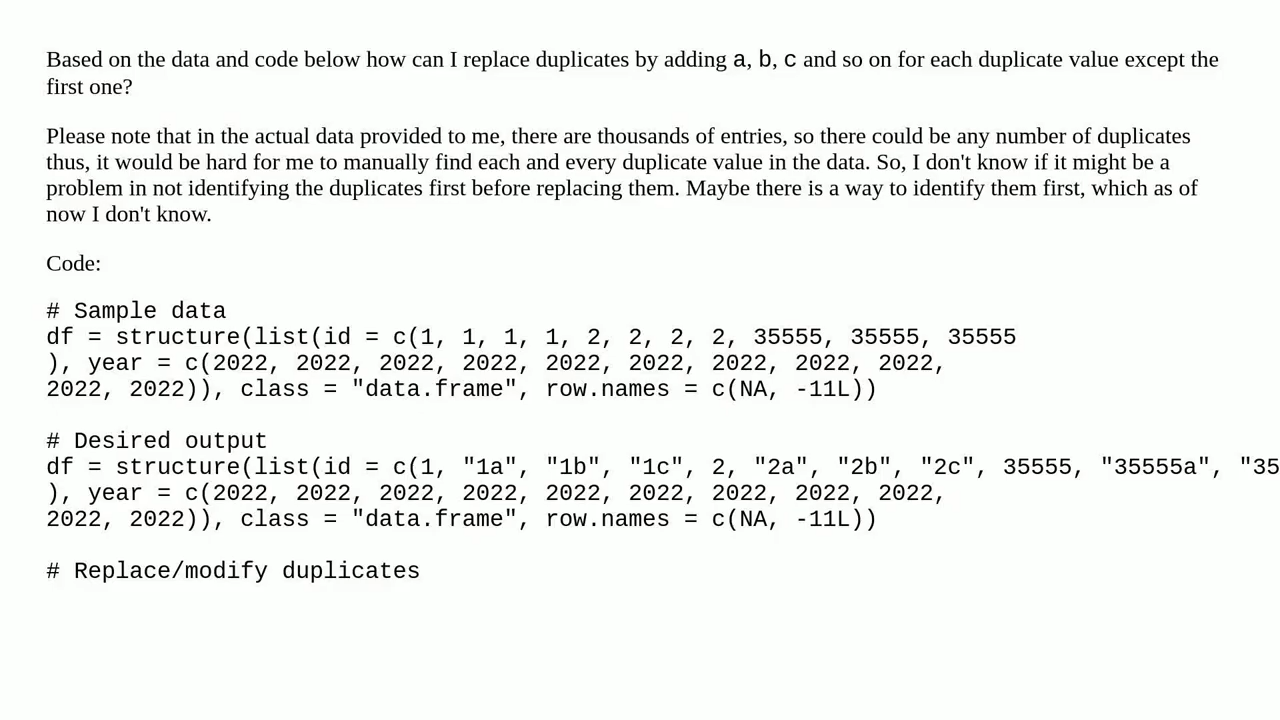 Based on the data and code below how can I replace duplicates by adding a, b, c and so on for each duplicate value except the
first one?
Please note that in the actual data provided to me, there are thousands of entries, so there could be any number of duplicates
thus, it would be hard for me to manually find each and every duplicate value in the data. So, I don't know if it might be a
problem in not identifying the duplicates first before replacing them. Maybe there is a way to identify them first, which as of
now I don't know.
Code:
# Sample data
df = structure(list(id = c(1, 1, 1, 1, 2, 2, 2, 2, 35555, 35555, 35555
), year = c(2022, 2022, 2022, 2022, 2022, 2022, 2022, 2022, 2022,
2022, 2022)), class = "data.frame", row.names = c(NA, -11L))
# Desired output
df = structure(list(id = c(1, "1a", "1b", "1c", 2, "2a", "2b", "2c", 35555, "35555a", "35
), year = c(2022, 2022, 2022, 2022, 2022, 2022, 2022, 2022, 2022,
2022, 2022)), class = "data.frame", row.names = c(NA, -11L))
# Replace/modify duplicates